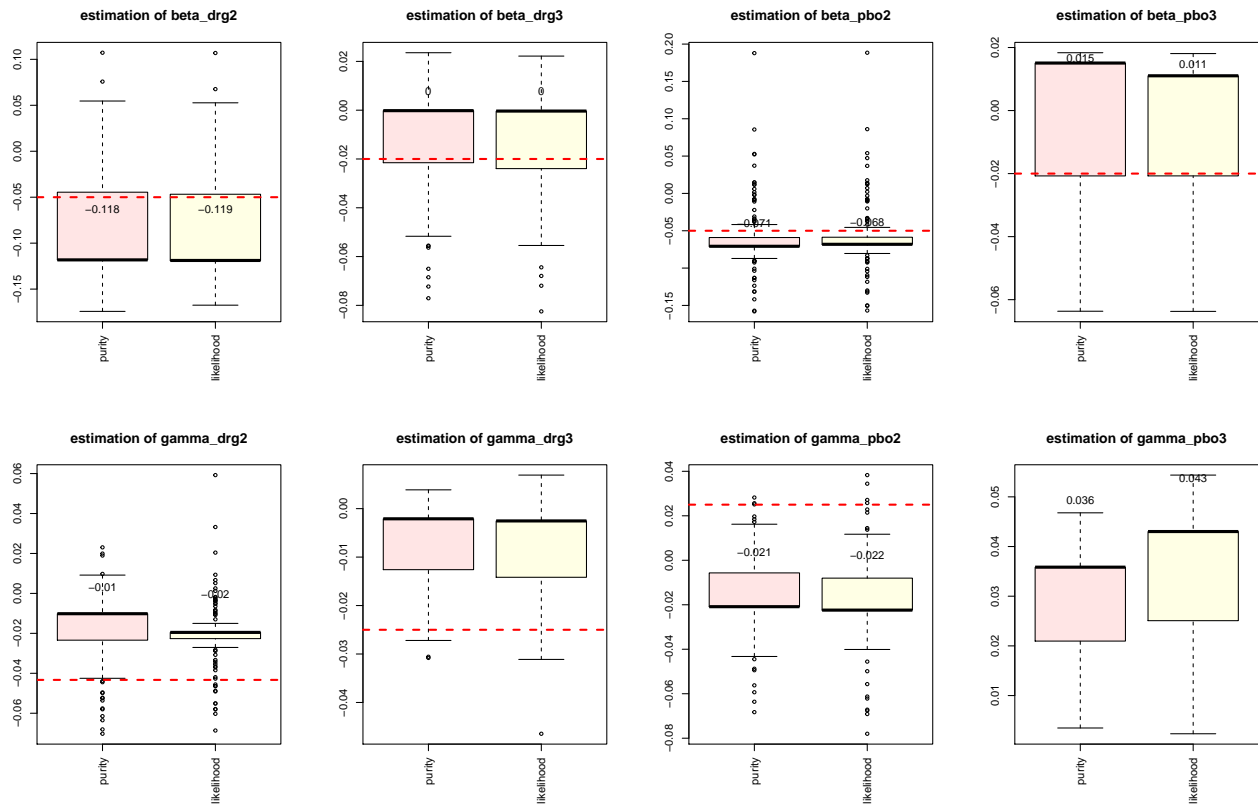 estimation of beta_drg2
0.10
0.05
0.00
−0.05
−0.10
−0.15
−0.118
−0.119
purity
likelihood
estimation of beta_drg3
0.02
0.00
−0.02
−0.04
−0.06
−0.08
0
0
purity
likelihood
estimation of beta_pbo2
0.20
0.15
0.10
0.05
0.00
−0.05
−0.15
−0.071
−0.068
purity
likelihood
estimation of beta_pbo3
0.02
0.00
−0.02
−0.04
−0.06
0.015
0.011
purity
likelihood
estimation of gamma_drg2
0.06
0.04
0.02
0.00
−0.02
−0.04
−0.06
−0.01
−0.02
purity
likelihood
estimation of gamma_drg3
0.00
−0.01
−0.02
−0.03
−0.04
purity
likelihood
estimation of gamma_pbo2
0.04
0.02
0.00
−0.02
−0.04
−0.06
−0.08
−0.021
−0.022
purity
likelihood
estimation of gamma_pbo3
0.05
0.04
0.03
0.02
0.01
0.036
0.043
purity
likelihood